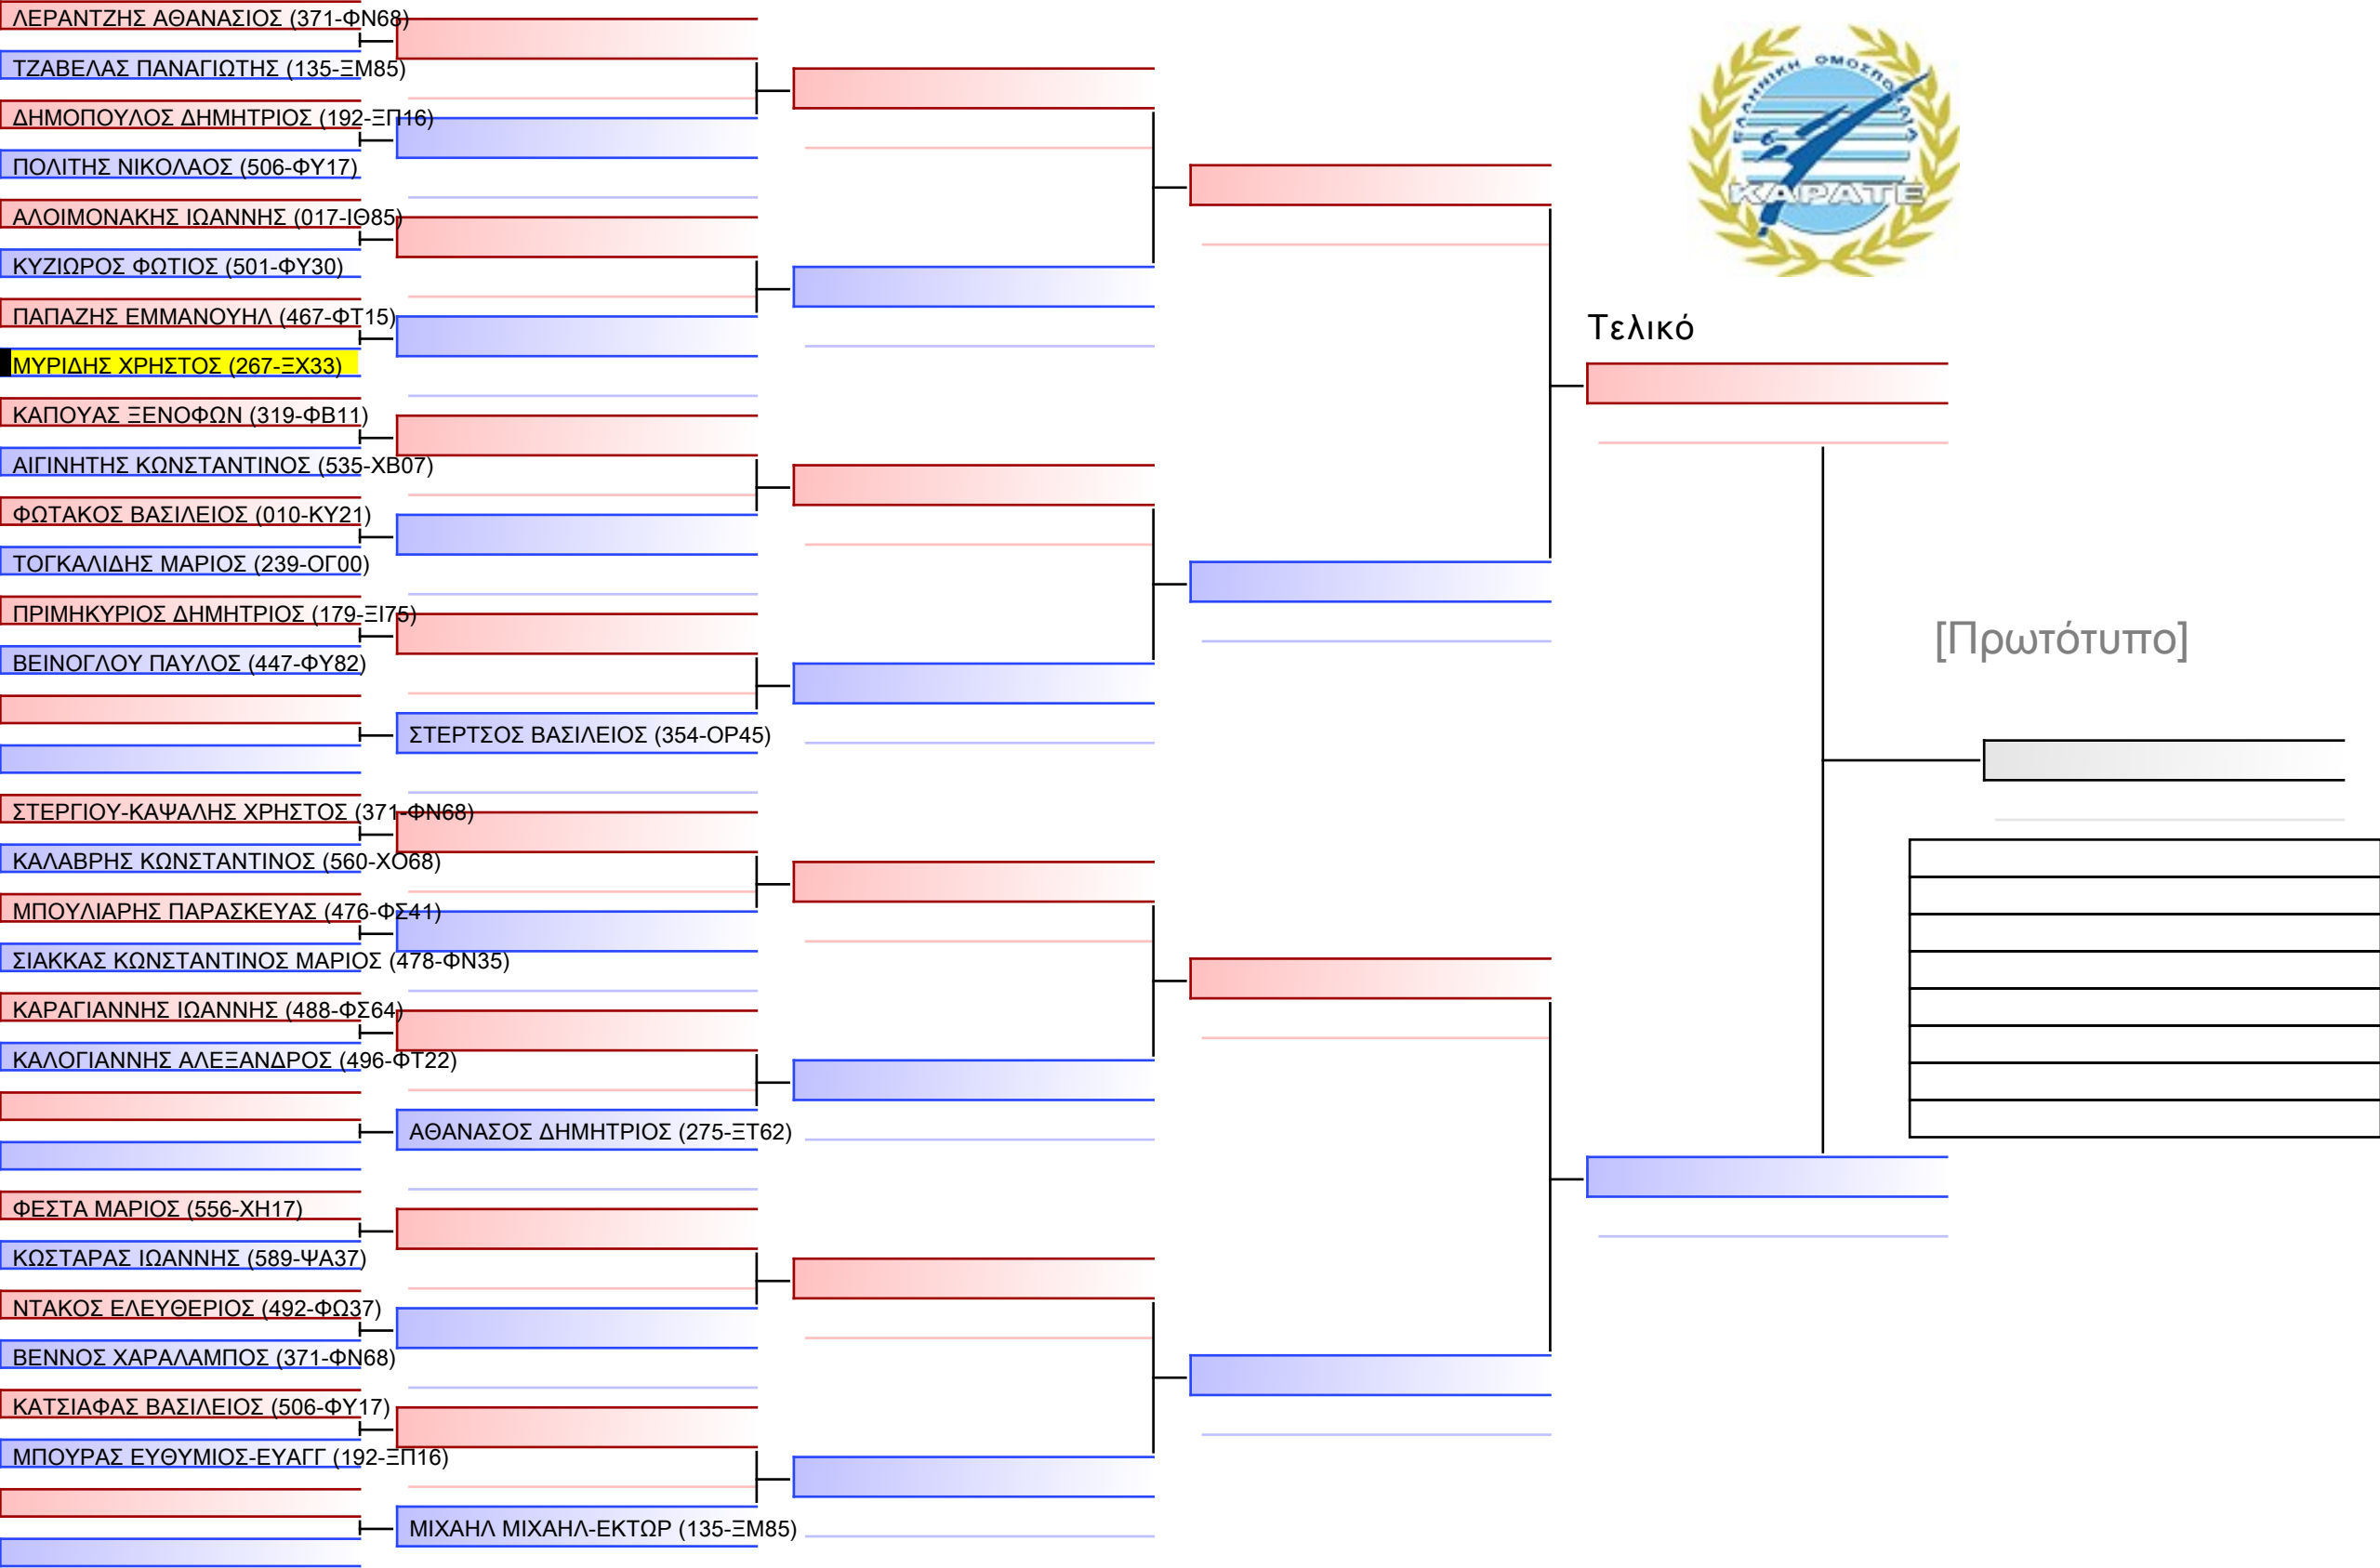 ΛΕΡΑΝΤΖΗΣ ΑΘΑΝΑΣΙΟΣ (371-ΦΝ68)
ΤΖΑΒΕΛΑΣ ΠΑΝΑΓΙΩΤΗΣ (135-ΞΜ85)
ΔΗΜΟΠΟΥΛΟΣ ΔΗΜΗΤΡΙΟΣ (192-ΞΠ16)
ΠΟΛΙΤΗΣ ΝΙΚΟΛΑΟΣ (506-ΦΥ17)
ΑΛΟΙΜΟΝΑΚΗΣ ΙΩΑΝΝΗΣ (017-ΙΘ85)
ΚΥΖΙΩΡΟΣ ΦΩΤΙΟΣ (501-ΦΥ30)
ΠΑΠΑΖΗΣ ΕΜΜΑΝΟΥΗΛ (467-ΦΤ15)
ΜΥΡΙΔΗΣ ΧΡΗΣΤΟΣ (267-ΞΧ33)
ΚΑΠΟΥΑΣ ΞΕΝΟΦΩΝ (319-ΦΒ11)
ΑΙΓΙΝΗΤΗΣ ΚΩΝΣΤΑΝΤΙΝΟΣ (535-ΧΒ07)
ΦΩΤΑΚΟΣ ΒΑΣΙΛΕΙΟΣ (010-ΚΥ21)
ΤΟΓΚΑΛΙΔΗΣ ΜΑΡΙΟΣ (239-ΟΓ00)
ΠΡΙΜΗΚΥΡΙΟΣ ΔΗΜΗΤΡΙΟΣ (179-ΞΙ75)
ΒΕΙΝΟΓΛΟΥ ΠΑΥΛΟΣ (447-ΦΥ82)
ΣΤΕΡΤΣΟΣ ΒΑΣΙΛΕΙΟΣ (354-ΟΡ45)
ΣΤΕΡΓΙΟΥ-ΚΑΨΑΛΗΣ ΧΡΗΣΤΟΣ (371-ΦΝ68)
ΚΑΛΑΒΡΗΣ ΚΩΝΣΤΑΝΤΙΝΟΣ (560-ΧΟ68)
ΜΠΟΥΛΙΑΡΗΣ ΠΑΡΑΣΚΕΥΑΣ (476-ΦΣ41)
ΣΙΑΚΚΑΣ ΚΩΝΣΤΑΝΤΙΝΟΣ ΜΑΡΙΟΣ (478-ΦΝ35)
ΚΑΡΑΓΙΑΝΝΗΣ ΙΩΑΝΝΗΣ (488-ΦΣ64)
ΚΑΛΟΓΙΑΝΝΗΣ ΑΛΕΞΑΝΔΡΟΣ (496-ΦΤ22)
ΑΘΑΝΑΣΟΣ ΔΗΜΗΤΡΙΟΣ (275-ΞΤ62)
ΦΕΣΤΑ ΜΑΡΙΟΣ (556-ΧΗ17)
ΚΩΣΤΑΡΑΣ ΙΩΑΝΝΗΣ (589-ΨΑ37)
ΝΤΑΚΟΣ ΕΛΕΥΘΕΡΙΟΣ (492-ΦΩ37)
ΒΕΝΝΟΣ ΧΑΡΑΛΑΜΠΟΣ (371-ΦΝ68)
ΚΑΤΣΙΑΦΑΣ ΒΑΣΙΛΕΙΟΣ (506-ΦΥ17)
ΜΠΟΥΡΑΣ ΕΥΘΥΜΙΟΣ-ΕΥΑΓΓ (192-ΞΠ16)
ΜΙΧΑΗΛ ΜΙΧΑΗΛ-ΕΚΤΩΡ (135-ΞΜ85)
ΕΛΛΗΝΙΚΗ ΟΜΟΣΠΟΝΔΙΑ
ΚΑΡΑΤΕ
Τελικό
[Πρωτότυπο]